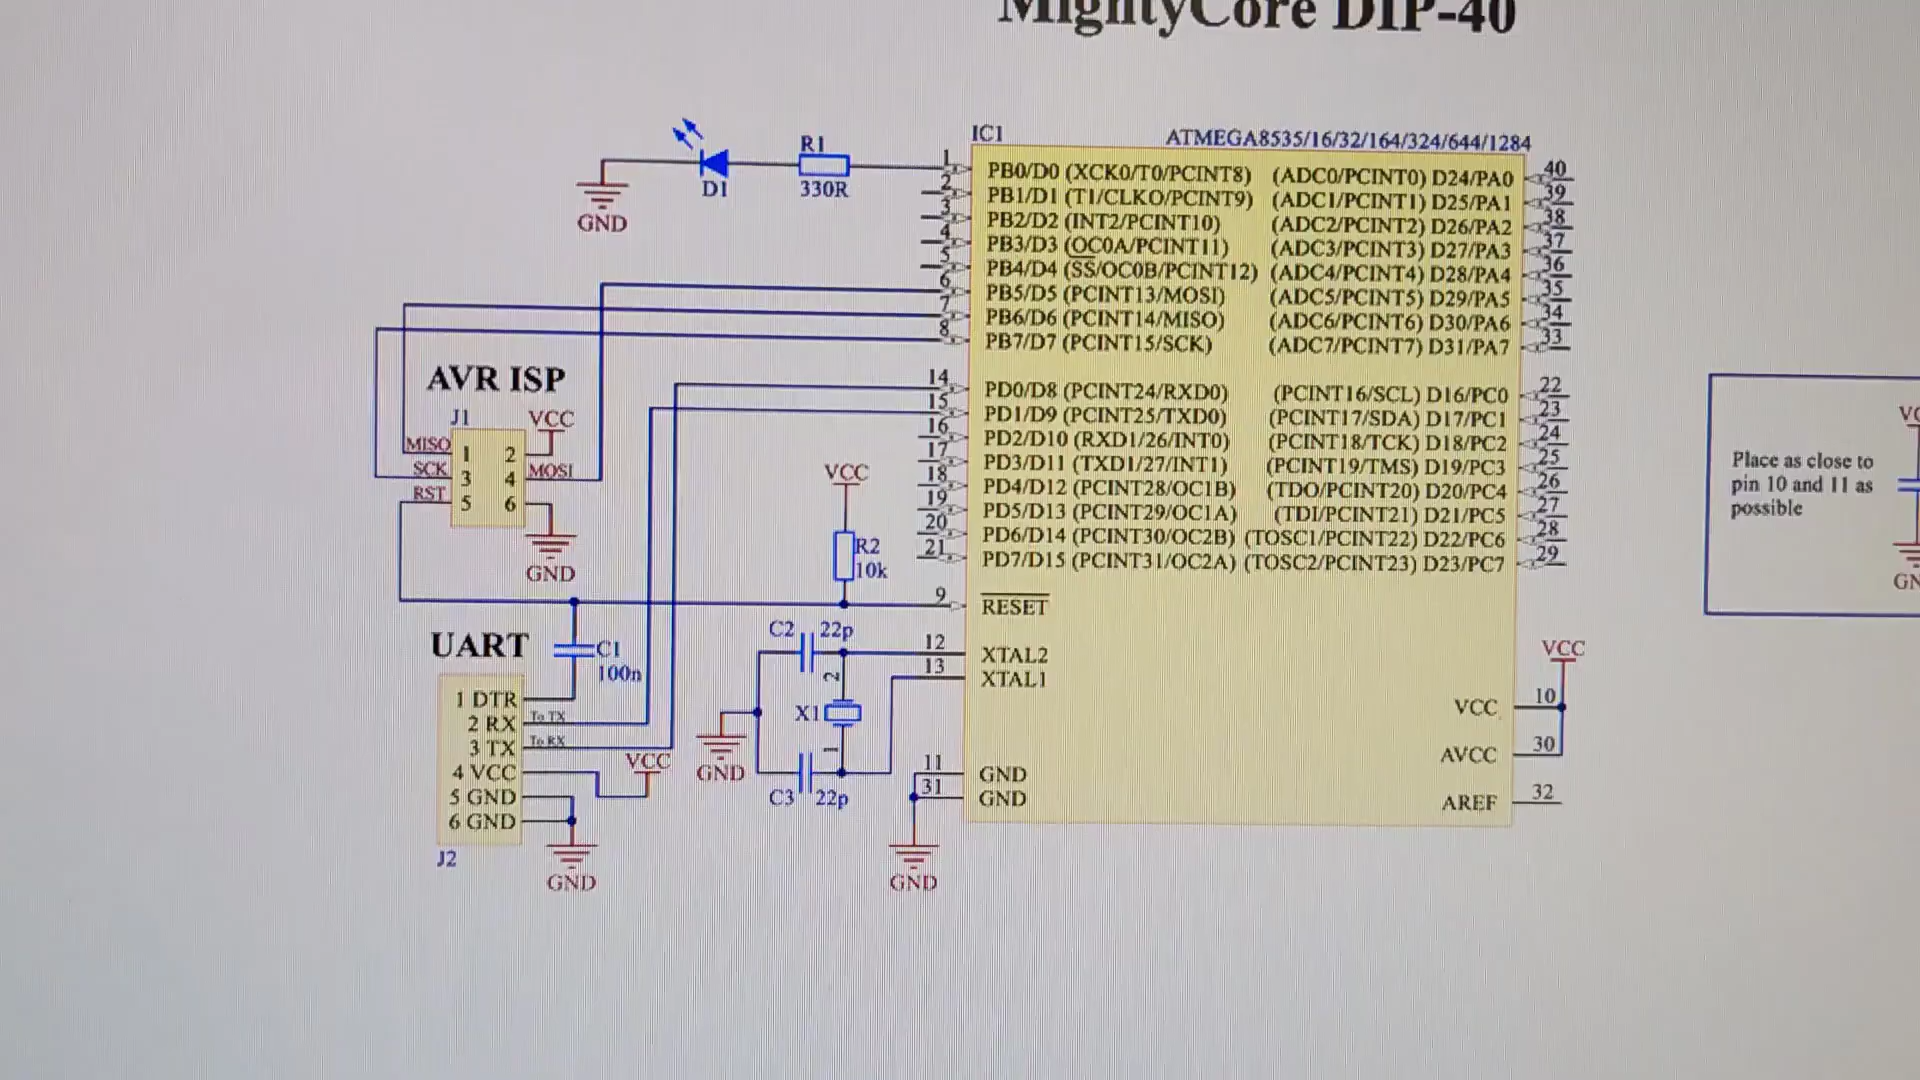 MightyCore DIP-40
IC1
ATMEGA8535/16/32/164/324/644/1284
R1
330R
D1
GND
1
2
3
4
5
6
7
8
PB0/D0 (XCK0/T0/PCINT8)
PB1/D1 (T1/CLKO/PCINT9)
PB2/D2 (INT2/PCINT10)
PB3/D3 (OC0A/PCINT11)
PB4/D4 (SS/OC0B/PCINT12)
PB5/D5 (PCINT13/MOSI)
PB6/D6 (PCINT14/MISO)
PB7/D7 (PCINT15/SCK)
(ADC0/PCINT0) D24/PA0
(ADC1/PCINT1) D25/PA1
(ADC2/PCINT2) D26/PA2
(ADC3/PCINT3) D27/PA3
(ADC4/PCINT4) D28/PA4
(ADC5/PCINT5) D29/PA5
(ADC6/PCINT6) D30/PA6
(ADC7/PCINT7) D31/PA7
40
39
38
37
36
35
34
33
14
15
16
17
18
19
20
21
PD0/D8 (PCINT24/RXD0)
PD1/D9 (PCINT25/TXD0)
PD2/D10 (RXD1/26/INT0)
PD3/D11 (TXD1/27/INT1)
PD4/D12 (PCINT28/OC1B)
PD5/D13 (PCINT29/OC1A)
PD6/D14 (PCINT30/OC2B)
PD7/D15 (PCINT31/OC2A)
(PCINT16/SCL) D16/PC0
(PCINT17/SDA) D17/PC1
(PCINT18/TCK) D18/PC2
(PCINT19/TMS) D19/PC3
(TDO/PCINT20) D20/PC4
(TDI/PCINT21) D21/PC5
(TOSC1/PCINT22) D22/PC6
(TOSC2/PCINT23) D23/PC7
22
23
24
25
26
27
28
29
AVR ISP
J1
VCC
MISO 1 2
SCK 3 4 MOSI
RST 5 6
GND
VCC
R2
10k
9
RESET
12
XTAL2
13
XTAL1
C2 22p
2
X1
1
C3 22p
GND
UART
C1
100n
1 DTR
2 RX To TX
3 TX To RX
4 VCC
5 GND
6 GND
VCC
J2
GND
11
GND
31
GND
GND
VCC
VCC 10
AVCC 30
AREF 32
Place as close to
pin 10 and 11 as
possible